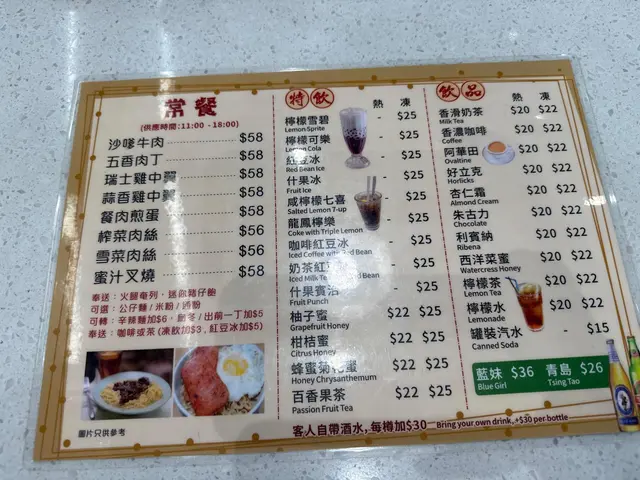 常餐
(供應時間:11:00 - 18:00)
沙嗲牛肉 $58
五香肉丁 $58
瑞士雞中翼 $58
蒜香雞中翼 $58
餐肉煎蛋 $58
榨菜肉絲 $56
雪菜肉絲 $56
蜜汁叉燒 $58
奉送：火腿奄列，迷你豬仔飽
可選：公仔麵 / 米粉 / 通粉
可轉：辛辣麵加$6, / 出前一丁加$5
奉送：咖啡或茶 (凍飲加$3, 紅豆冰加$5)
圖片只供參考
特飲 熱 凍
檸檬雪碧 - $25
Lemon Sprite
檸檬可樂 - $25
Lemon Cola
紅豆冰 - $25
Red Bean Ice
什果冰 - $25
Fruit Ice
咸檸檬七喜 - $25
Salted Lemon 7-up
龍鳳檸樂 - $25
Coke with Triple Lemon
咖啡紅豆冰 - $25
Iced Coffee with Red Bean
奶茶紅豆冰 - $25
Iced Milk Tea Red Bean
什果賓治 - $25
Fruit Punch
柚子蜜 $22 $25
Grapefruit Honey
柑桔蜜 $22 $25
Citrus Honey
蜂蜜菊花蜜 $22 $25
Honey Chrysanthemum
百香果茶 $22 $25
Passion Fruit Tea
飲品 熱 凍
香滑奶茶 $20 $22
Milk Tea
香濃咖啡 $20 $22
Coffee
阿華田 $20 $22
Ovaltine
好立克 $20 $22
Horlicks
杏仁霜 $20 $22
Almond Cream
朱古力 $20 $22
Chocolate
利賓納 $20 $22
Ribena
西洋菜蜜 $20 $22
Watercress Honey
檸檬茶 $20 $22
Lemon Tea
檸檬水 $20 $22
Lemonade
罐裝汽水 - $15
Canned Soda
藍妹 $36 青島 $26
Blue Girl Tsing Tao
客人自帶酒水, 每樽加$30 Bring your own drink, +$30 per bottle